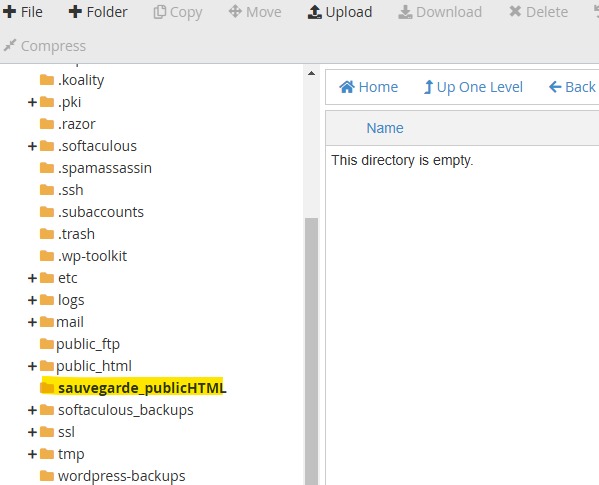 File Folder Copy Move Upload Download Delete
Compress
.koality
.pki
.razor
.softaculous
.spamassassin
.ssh
.subaccounts
.trash
.wp-toolkit
etc
logs
mail
public_ftp
public_html
sauvegarde_publicHTML
softaculous_backups
ssl
tmp
wordpress-backups
Home Up One Level Back
Name
This directory is empty.